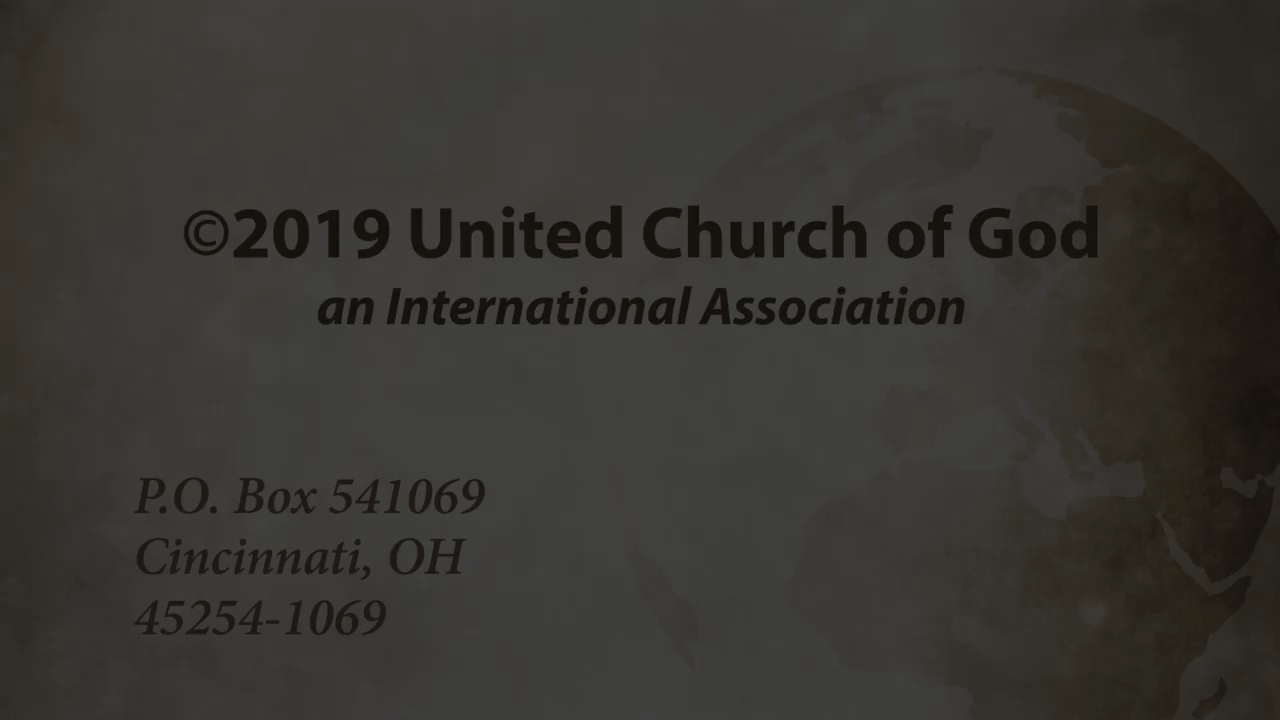 ©2019 United Church of God
an International Association
P.O. Box 541069
Cincinnati, OH
45254-1069